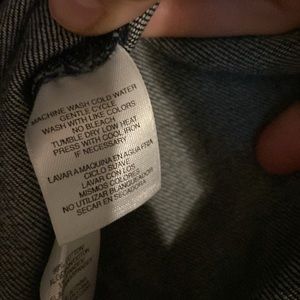 MACHINE WASH COLD WATER
GENTLE CYCLE
WASH WITH LIKE COLORS
NO BLEACH
TUMBLE DRY LOW HEAT
PRESS WITH COOL IRON
IF NECESSARY
LAVAR A MAQUINA EN AGUA FRIA
CICLO SUAVE
LAVAR CON LOS
MISMOS COLORES
NO UTILIZAR BLANQUEADOR
SECAR EN SECADORA